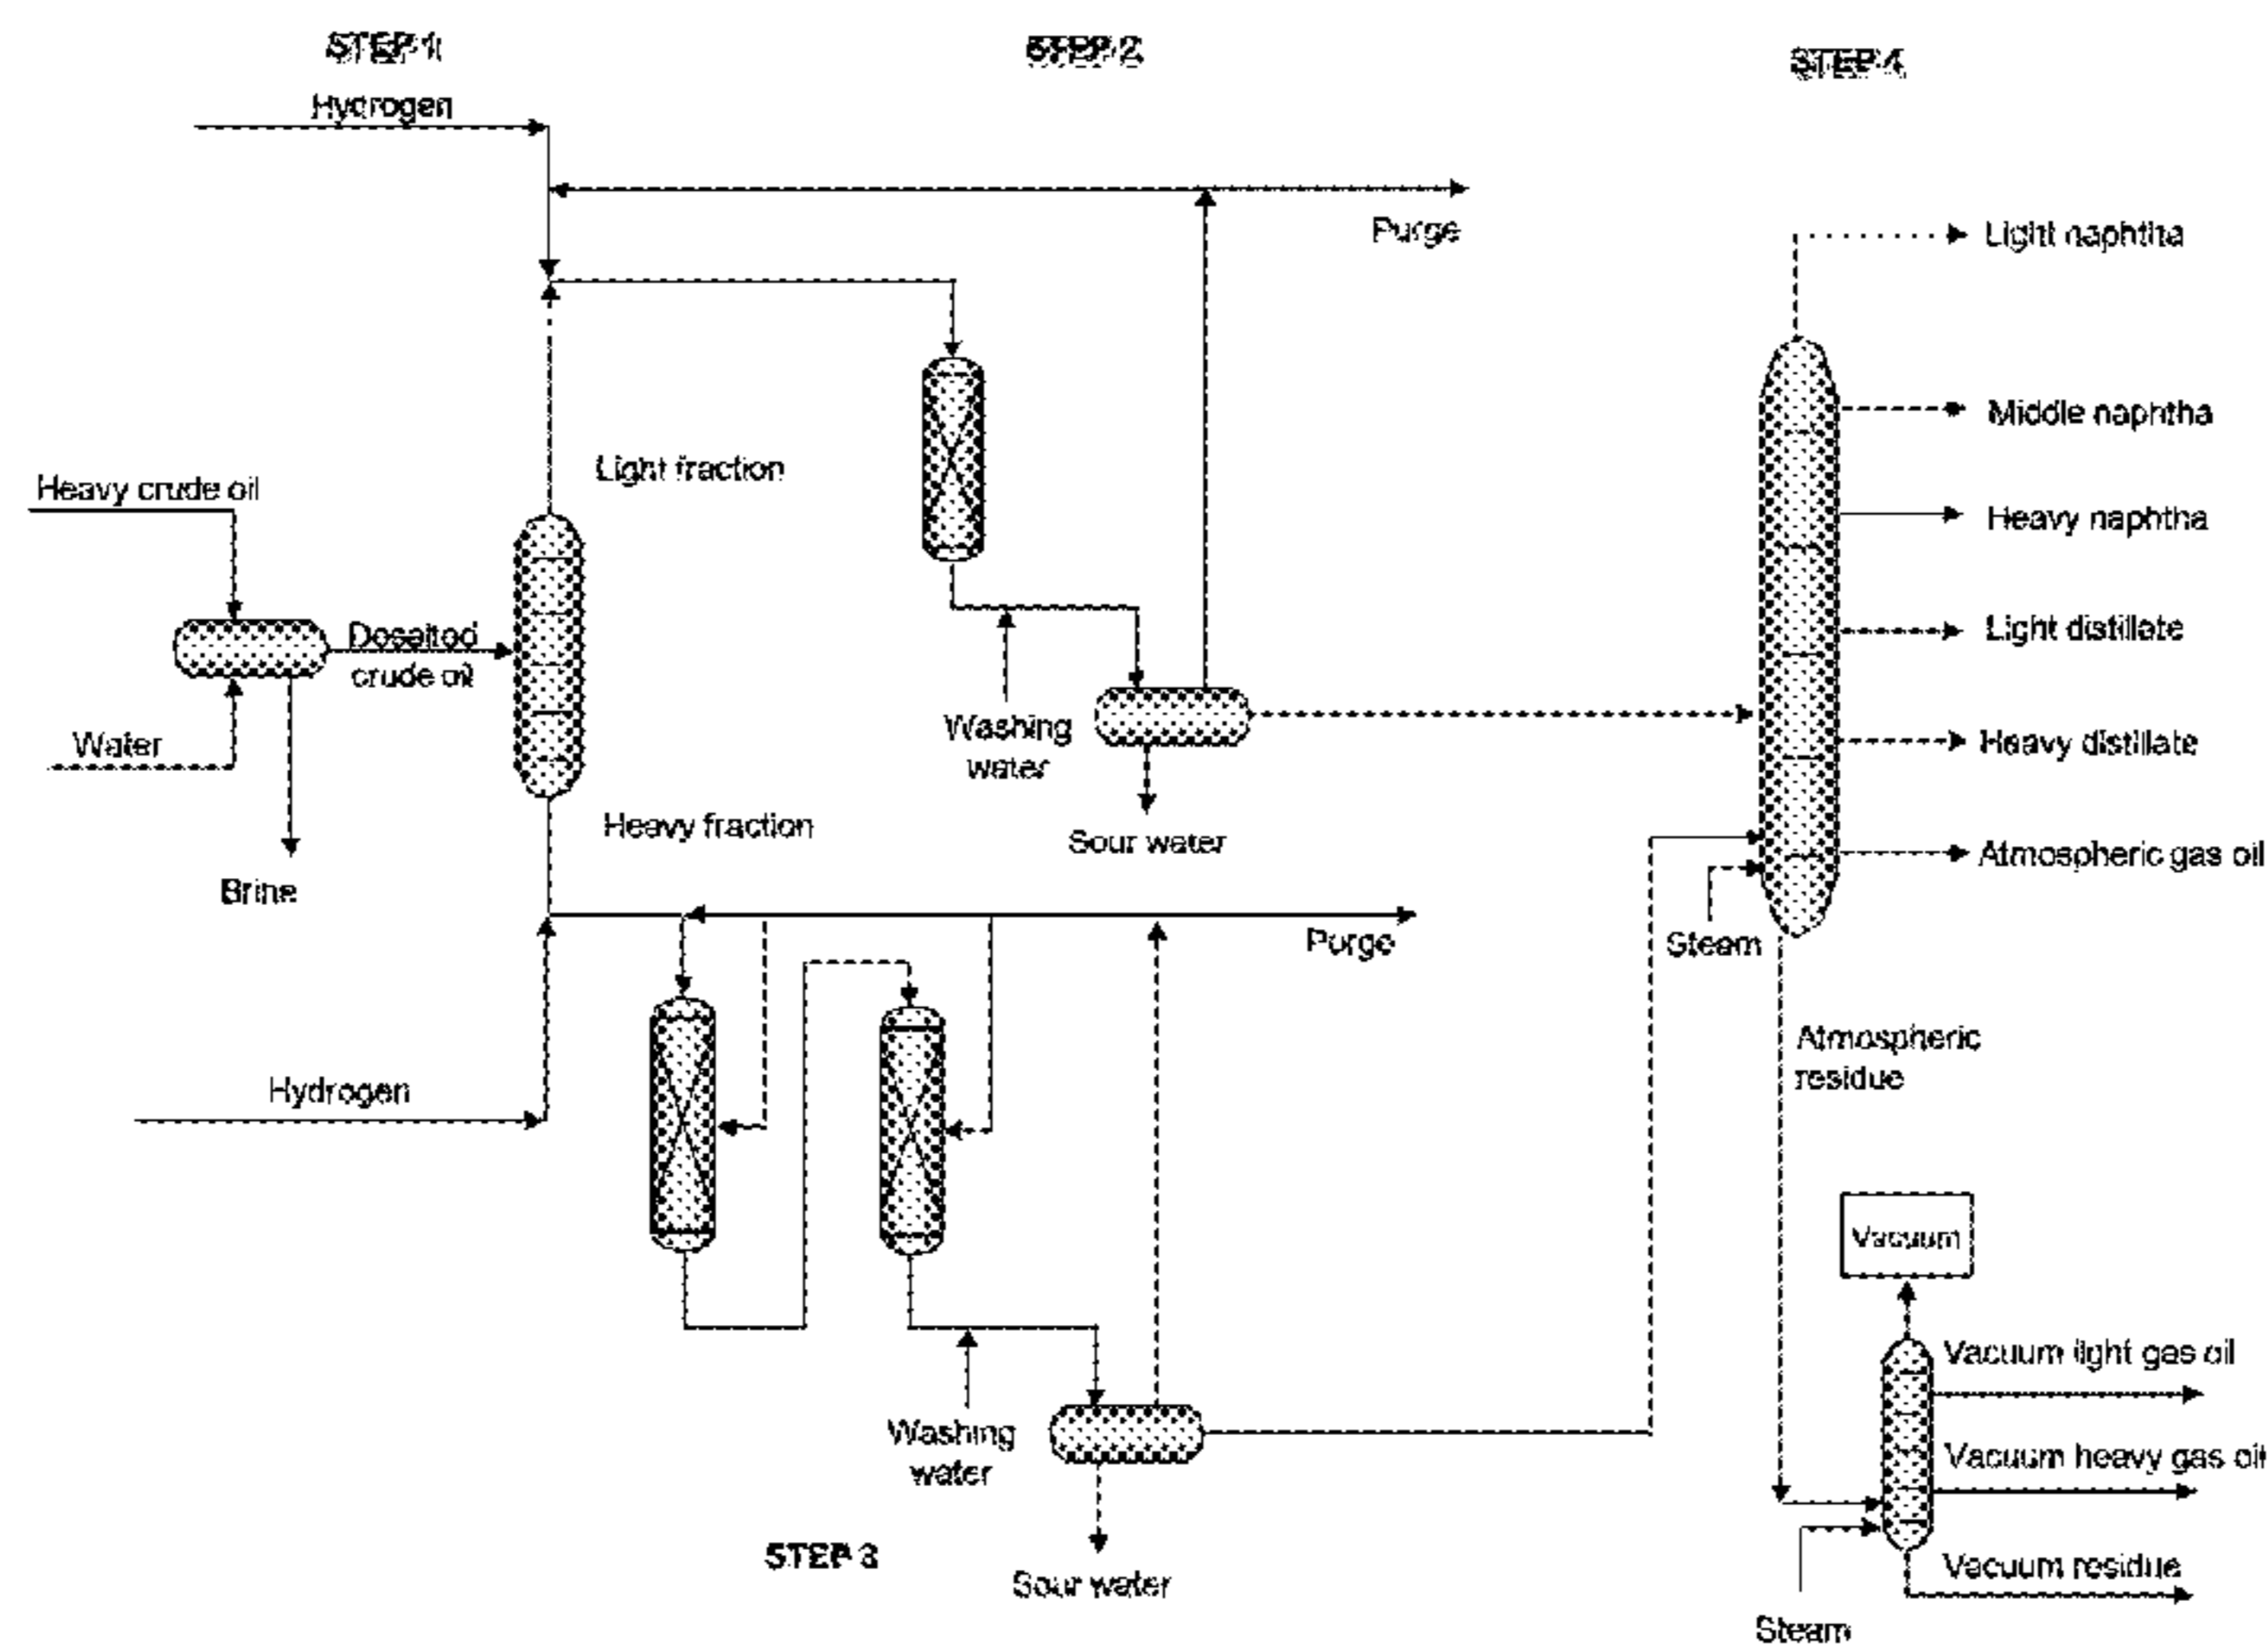 STEP 1
STEP 2
STEP 4
Hydrogen
Purge
Light naphtha
Middle naphtha
Light fraction
Heavy crude oil
Heavy naphtha
Desalted
crude oil
Light distillate
Washing
water
Water
Heavy distillate
Heavy fraction
Sour water
Atmospheric gas oil
Brine
Purge
Steam
Atmospheric
residue
Hydrogen
Vacuum
Vacuum light gas oil
Washing
water
Vacuum heavy gas oil
STEP 3
Sour water
Vacuum residue
Steam